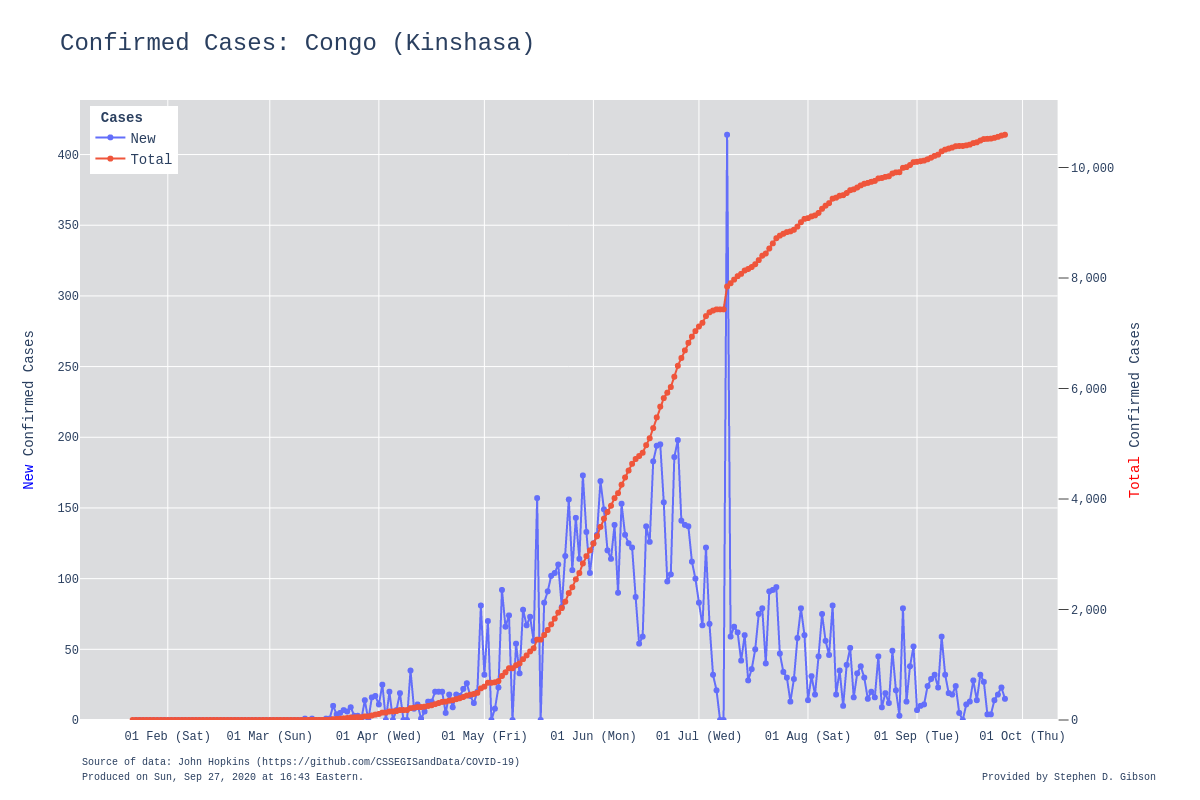 Confirmed Cases: Congo (Kinshasa)
Cases
New
Total
400
350
300
250
200
150
100
50
0
10,000
8,000
6,000
4,000
2,000
0
New Confirmed Cases
Total Confirmed Cases
01 Feb (Sat) 01 Mar (Sun) 01 Apr (Wed) 01 May (Fri) 01 Jun (Mon) 01 Jul (Wed) 01 Aug (Sat) 01 Sep (Tue) 01 Oct (Thu)
Source of data: John Hopkins (https://github.com/CSSEGISandData/COVID-19)
Produced on Sun, Sep 27, 2020 at 16:43 Eastern.
Provided by Stephen D. Gibson